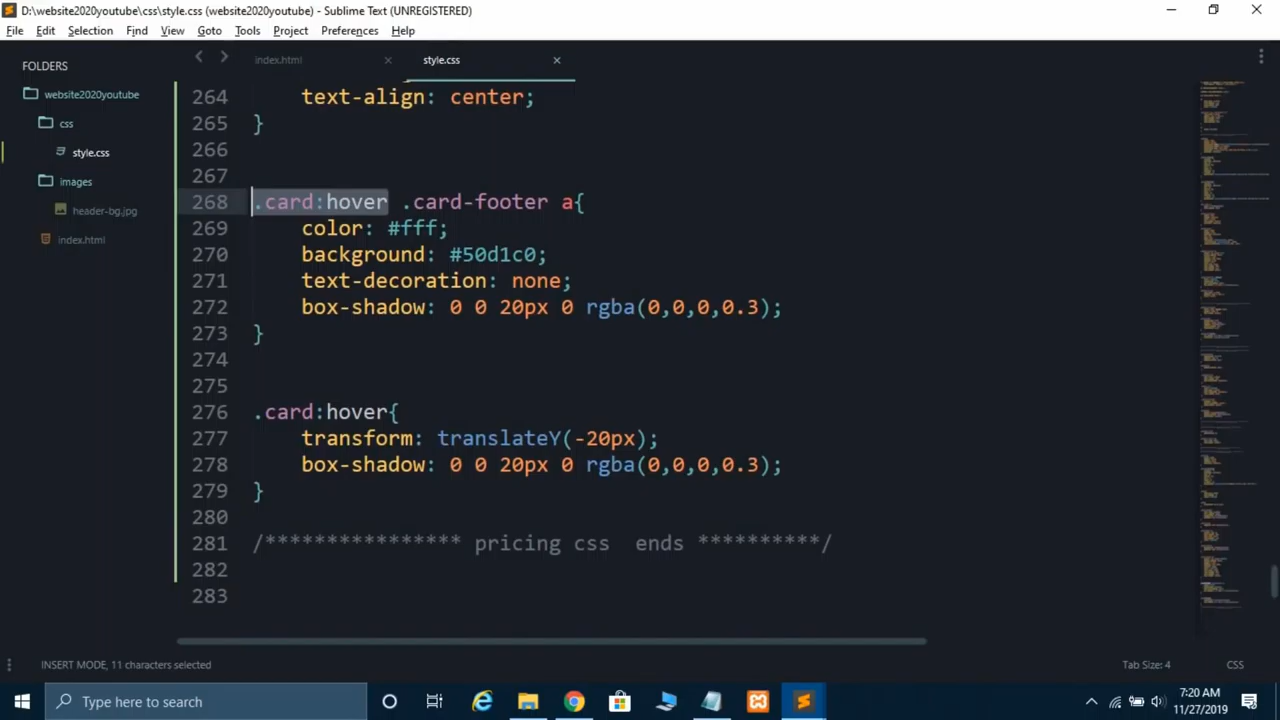 D:\website2020youtube\css\style.css (website2020youtube) - Sublime Text (UNREGISTERED)
File Edit Selection Find View Goto Tools Project Preferences Help
FOLDERS
website2020youtube
css
style.css
images
header-bg.jpg
index.html
index.html
style.css
264 text-align: center;
265 }
266
267
268 .card:hover .card-footer a{
269 color: #fff;
270 background: #50d1c0;
271 text-decoration: none;
272 box-shadow: 0 0 20px 0 rgba(0,0,0,0.3);
273 }
274
275
276 .card:hover{
277 transform: translateY(-20px);
278 box-shadow: 0 0 20px 0 rgba(0,0,0,0.3);
279 }
280
281 /**************** pricing css  ends **********/
282
283
INSERT MODE, 11 characters selected
Tab Size: 4
CSS
Type here to search
7:20 AM
11/27/2019